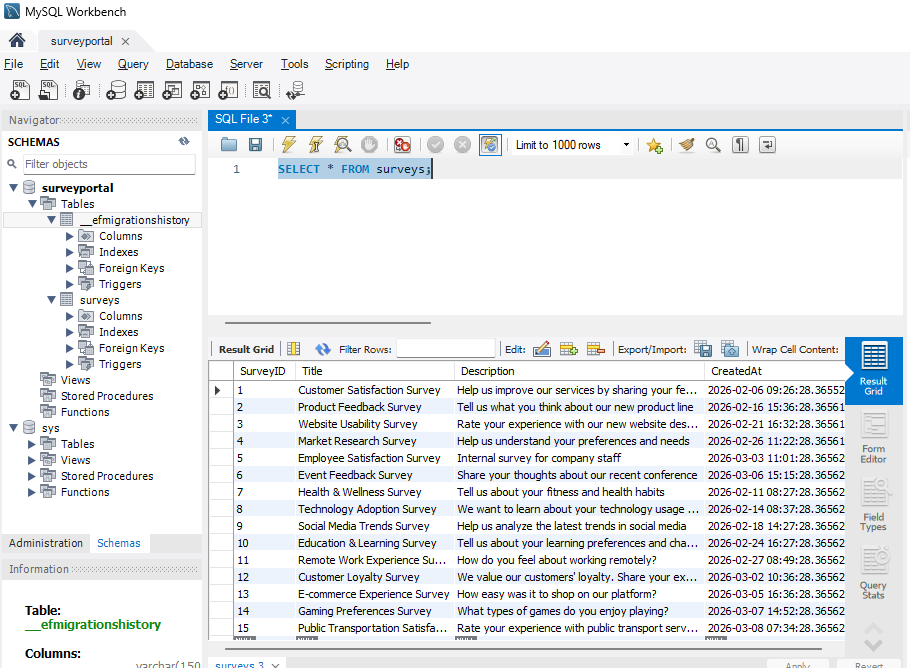 MySQL Workbench
surveyportal
File Edit View Query Database Server Tools Scripting Help
Navigator
SCHEMAS
Filter objects
surveyportal
Tables
__efmigrationshistory
Columns
Indexes
Foreign Keys
Triggers
surveys
Columns
Indexes
Foreign Keys
Triggers
Views
Stored Procedures
Functions
sys
Tables
Views
Stored Procedures
Functions
Administration Schemas
Information
Table:
__efmigrationshistory
Columns:
varchar(150
SQL File 3*
Limit to 1000 rows
1 SELECT * FROM surveys;
Result Grid Filter Rows: Edit: Export/Import: Wrap Cell Content:
SurveyID Title Description CreatedAt
1 Customer Satisfaction Survey Help us improve our services by sharing your fe... 2026-02-06 09:26:28.36552
2 Product Feedback Survey Tell us what you think about our new product line 2026-02-16 15:36:28.36561
3 Website Usability Survey Rate your experience with our new website des... 2026-02-21 16:32:28.36561
4 Market Research Survey Help us understand your preferences and needs 2026-02-26 11:22:28.36561
5 Employee Satisfaction Survey Internal survey for company staff 2026-03-03 11:01:28.36562
6 Event Feedback Survey Share your thoughts about our recent conference 2026-03-06 15:15:28.36562
7 Health & Wellness Survey Tell us about your fitness and health habits 2026-02-11 08:27:28.36562
8 Technology Adoption Survey We want to learn about your technology usage ... 2026-02-14 08:37:28.36562
9 Social Media Trends Survey Help us analyze the latest trends in social media 2026-02-18 14:27:28.36562
10 Education & Learning Survey Tell us about your learning preferences and cha... 2026-02-24 16:27:28.36562
11 Remote Work Experience Su... How do you feel about working remotely? 2026-02-27 08:49:28.36562
12 Customer Loyalty Survey We value our customers' loyalty. Share your ex... 2026-03-02 10:36:28.36562
13 E-commerce Experience Survey How easy was it to shop on our platform? 2026-03-05 16:36:28.36562
14 Gaming Preferences Survey What types of games do you enjoy playing? 2026-03-07 14:52:28.36562
15 Public Transportation Satisfa... Rate your experience with public transport serv... 2026-03-08 07:34:28.36562
Result
Grid
Form
Editor
Field
Types
Query
Stats
surveys 3
Apply Revert